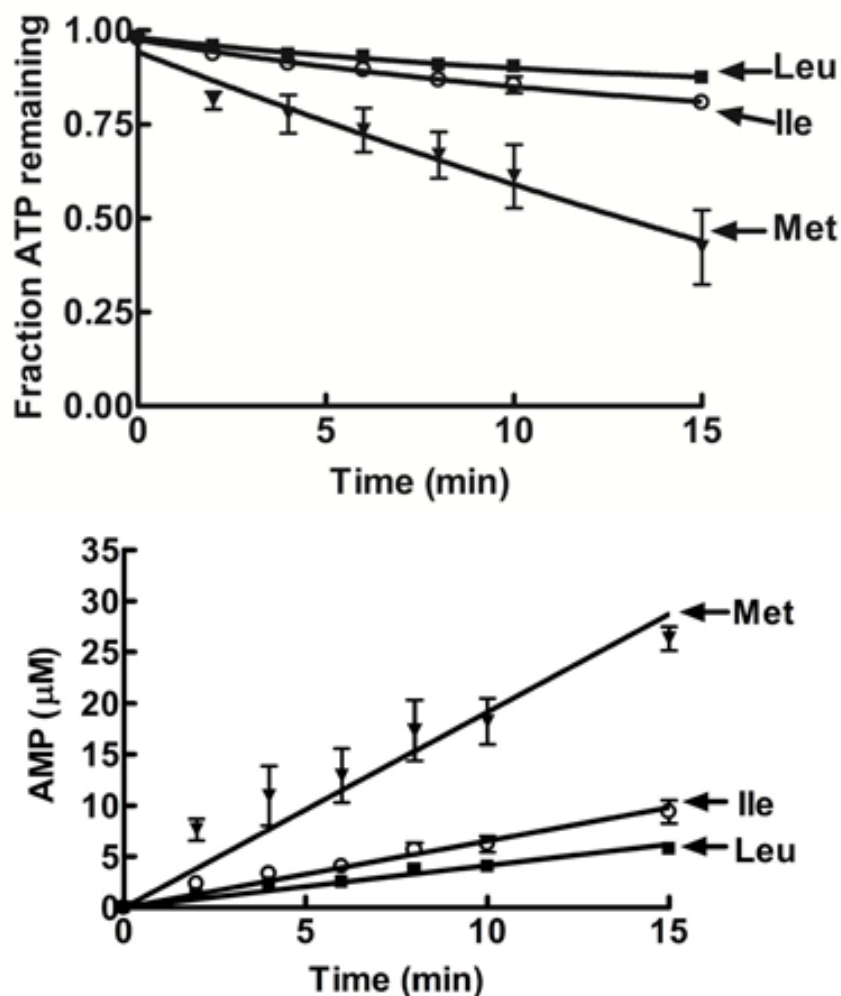 1.00
0.75
0.50
0.25
0.00
Fraction ATP remaining
Leu
Ile
Met
0 5 10 15
Time (min)
35
30
25
20
15
10
5
0
AMP (μM)
Met
Ile
Leu
0 5 10 15
Time (min)